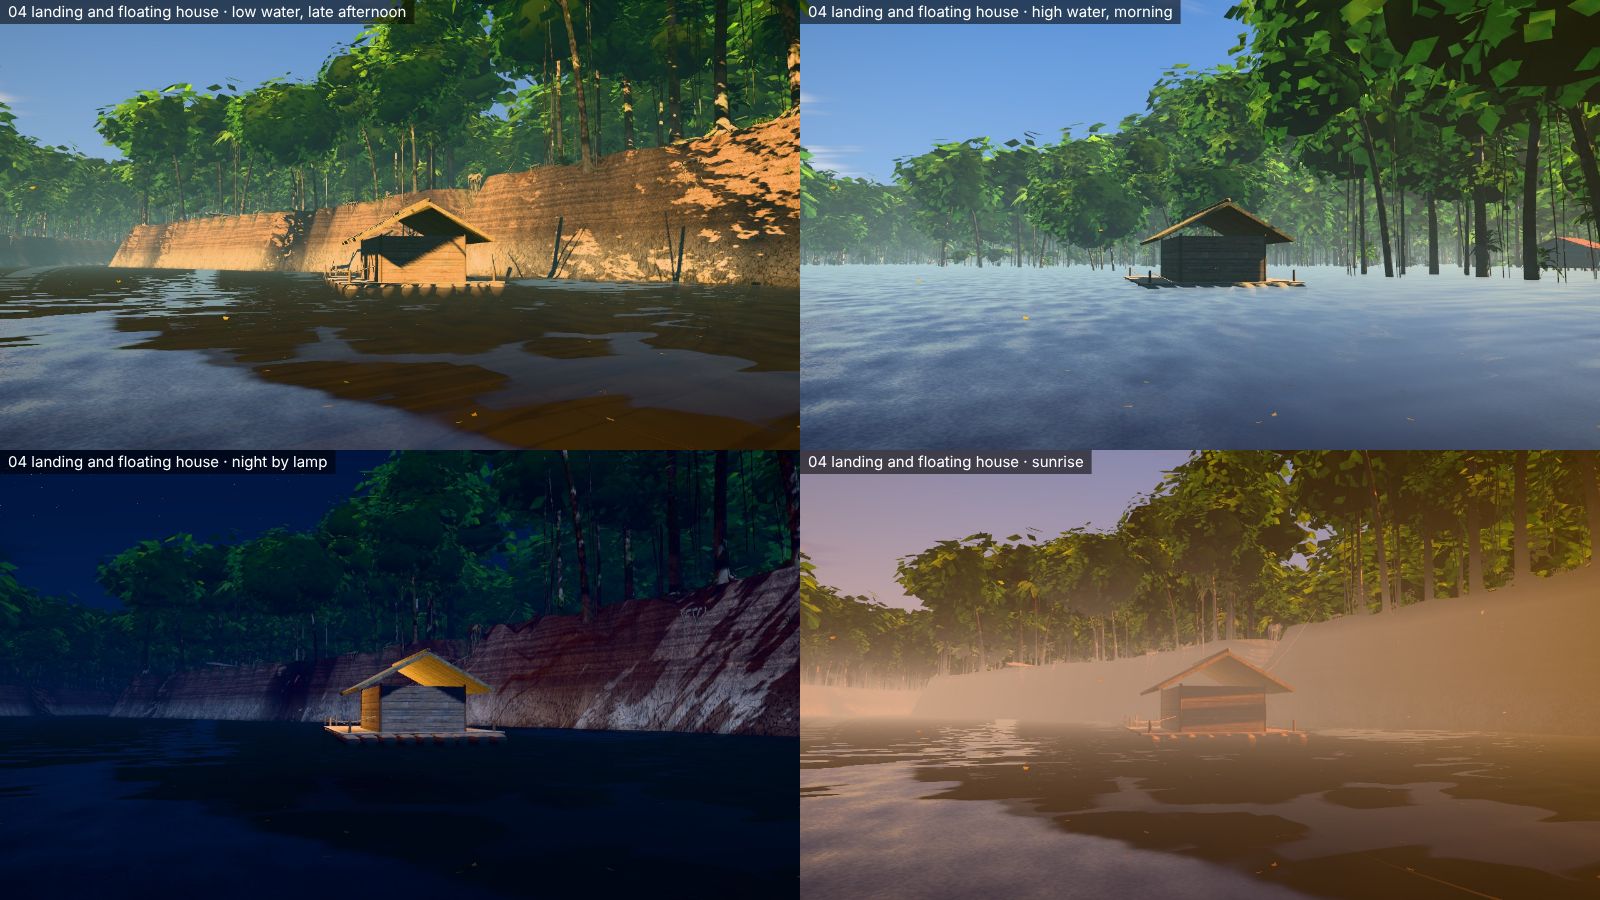 04 landing and floating house · low water, late afternoon
04 landing and floating house · high water, morning
04 landing and floating house · night by lamp
04 landing and floating house · sunrise